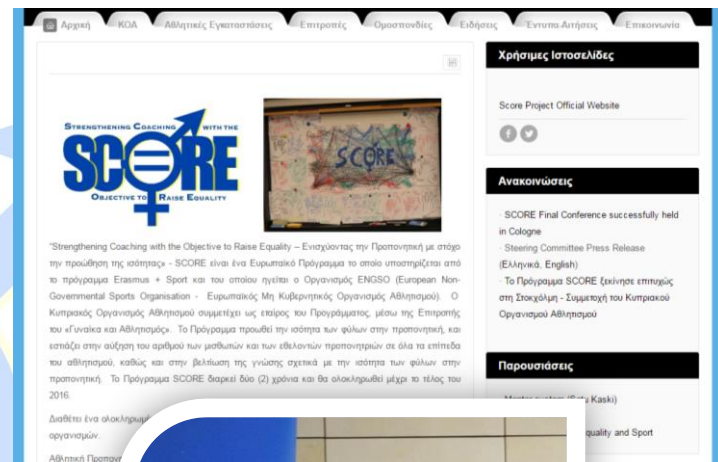 Αρχική ΚΟΑ Αθλητικές Εγκαταστάσεις Επιτροπές Ομοσπονδίες Ειδήσεις Έντυπα-Αιτήσεις Επικοινωνία
STRENGTHENING COACHING WITH THE
SCORE
OBJECTIVE TO RAISE EQUALITY
SCORE
"Strengthening Coaching with the Objective to Raise Equality – Ενισχύοντας την Προπονητική με στόχο
την προώθηση της ισότητας» - SCORE είναι ένα Ευρωπαϊκό Πρόγραμμα το οποίο υποστηρίζεται από
το πρόγραμμα Erasmus + Sport και του οποίου ηγείται ο Οργανισμός ENGSO (European Non-
Governmental Sports Organisation - Ευρωπαϊκός Μη Κυβερνητικός Οργανισμός Αθλητισμού). Ο
Κυπριακός Οργανισμός Αθλητισμού συμμετέχει ως εταίρος του Προγράμματος, μέσω της Επιτροπής
του «Γυναίκα και Αθλητισμός». Το Πρόγραμμα προωθεί την ισότητα των φύλων στην προπονητική, και
εστιάζει στην αύξηση του αριθμού των μισθωτών και των εθελοντών προπονητριών σε όλα τα επίπεδα
του αθλητισμού, καθώς και στην βελτίωση της γνώσης σχετικά με την ισότητα των φύλων στην
προπονητική. Το Πρόγραμμα SCORE διαρκεί δύο (2) χρόνια και θα ολοκληρωθεί μέχρι το τέλος του
2016.
Διαθέτει ένα
οργανισμών.
Αθλητική
Χρήσιμες Ιστοσελίδες
Score Project Official Website
Ανακοινώσεις
· SCORE Final Conference successfully held
in Cologne
· Steering Committee Press Release
(Ελληνικά, English)
· Το Πρόγραμμα SCORE ξεκίνησε επιτυχώς
στη Στοκχόλμη - Συμμετοχή του Κυπριακού
Οργανισμού Αθλητισμού
Παρουσιάσεις
Kaski)
and Sport